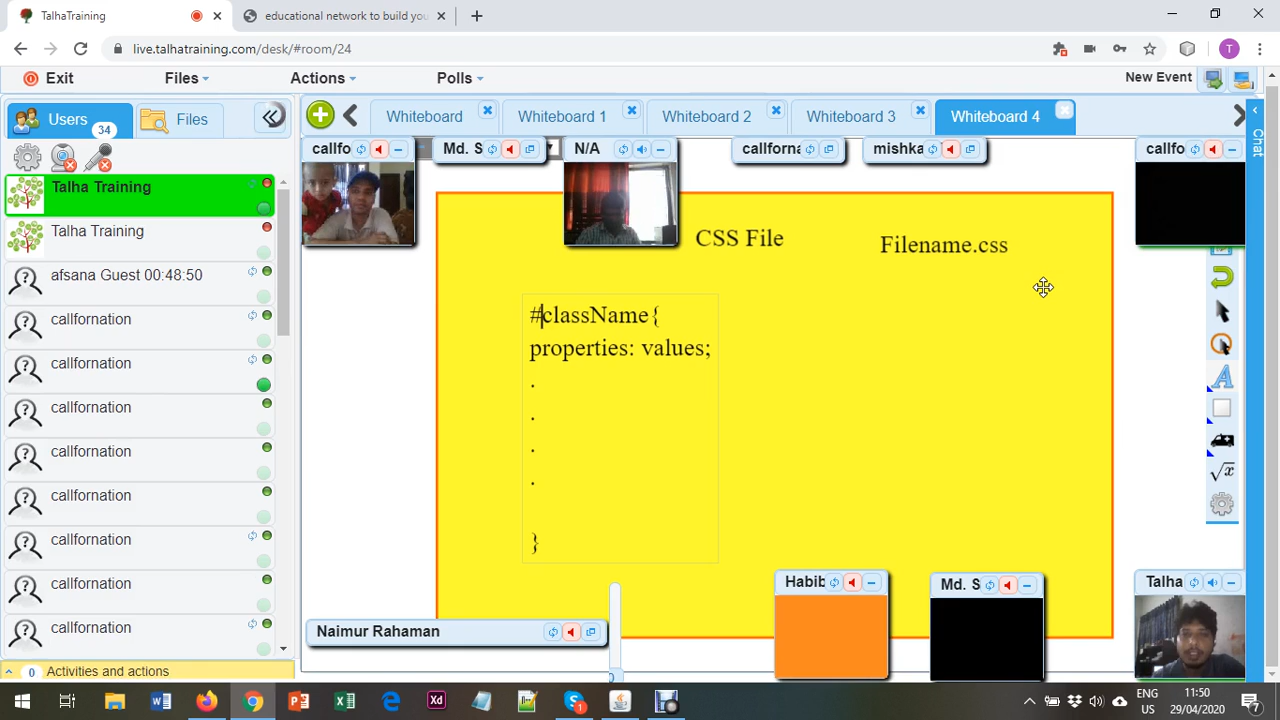 TalhaTraining
educational network to build you
live.talhatraining.com/desk/#room/24
Exit
Files
Actions
Polls
New Event
Users
34
Files
Whiteboard
Whiteboard 1
Whiteboard 2
Whiteboard 3
Whiteboard 4
Chat
callfo
Md. S
N/A
callforna
mishka
callfo
Talha Training
Talha Training
afsana Guest 00:48:50
callfornation
callfornation
callfornation
callfornation
callfornation
callfornation
callfornation
callfornation
CSS File
Filename.css
#className{
properties: values;
.
.
.
.
}
Habib
Md. S
Talha
Naimur Rahaman
0 Activities and actions
ENG
US
11:50
29/04/2020
7